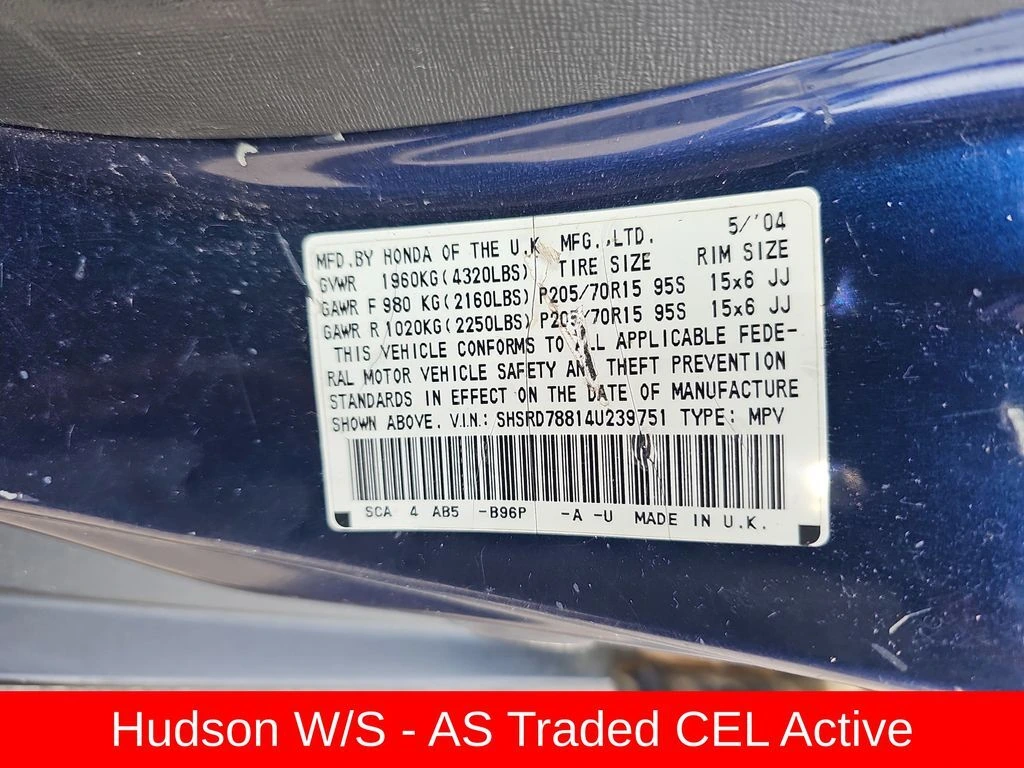 MFD.BY HONDA OF THE U.K. MFG.,LTD. 5/'04
GVWR 1960KG(4320LBS) TIRE SIZE RIM SIZE
GAWR F 980 KG(2160LBS) P205/70R15 95S 15x6 JJ
GAWR R 1020KG(2250LBS) P205/70R15 95S 15x6 JJ
THIS VEHICLE CONFORMS TO ALL APPLICABLE FEDE-
RAL MOTOR VEHICLE SAFETY AND THEFT PREVENTION
STANDARDS IN EFFECT ON THE DATE OF MANUFACTURE
SHOWN ABOVE. V.I.N.: SHSRD78814U239751 TYPE: MPV
SCA 4 AB5 -B96P -A -U MADE IN U.K.
Hudson W/S - AS Traded CEL Active